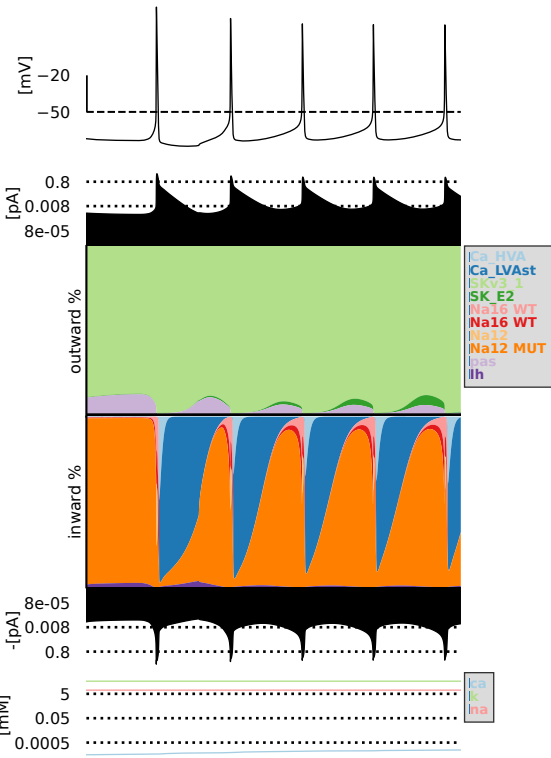 [mV]
−20
−50
[pA]
0.8
0.008
8e-05
outward %
Ca_HVA
Ca_LVAst
SKv3_1
SK_E2
Na16 WT
Na16 WT
Na12
Na12 MUT
pas
Ih
inward %
8e-05
0.008
0.8
-[pA]
ca
k
na
5
0.05
0.0005
[mM]